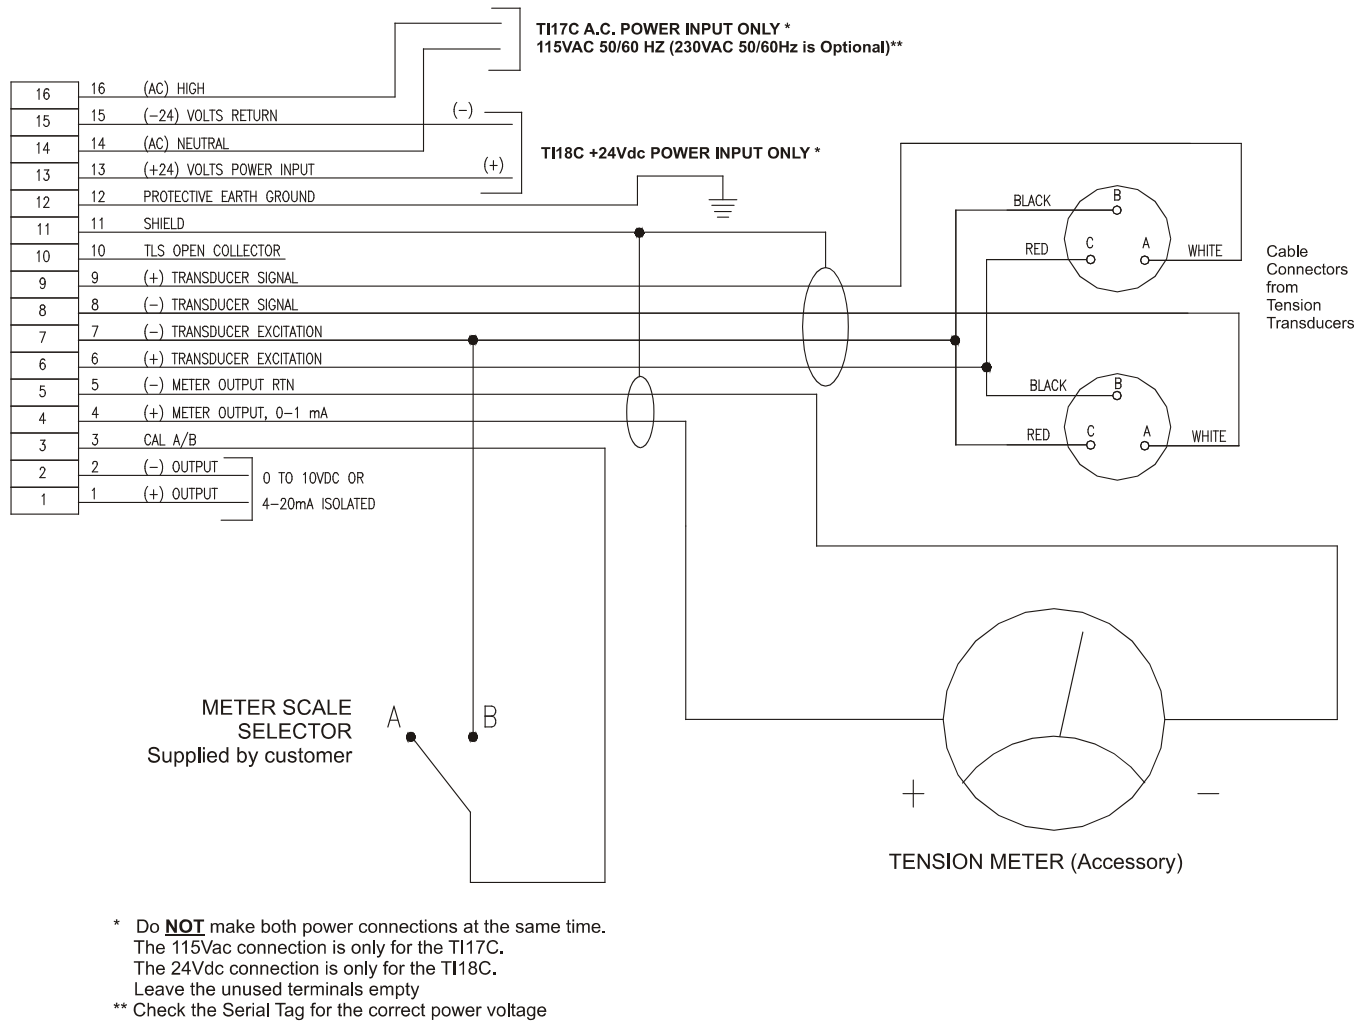 TI17C A.C. POWER INPUT ONLY *
115VAC 50/60 HZ (230VAC 50/60Hz is Optional)**
16 16 (AC) HIGH
15 15 (-24) VOLTS RETURN (-)
14 14 (AC) NEUTRAL
TI18C +24Vdc POWER INPUT ONLY *
13 13 (+24) VOLTS POWER INPUT (+)
12 12 PROTECTIVE EARTH GROUND
11 11 SHIELD
10 10 TLS OPEN COLLECTOR
9 9 (+) TRANSDUCER SIGNAL
8 8 (-) TRANSDUCER SIGNAL
7 7 (-) TRANSDUCER EXCITATION
6 6 (+) TRANSDUCER EXCITATION
5 5 (-) METER OUTPUT RTN
4 4 (+) METER OUTPUT, 0-1 mA
3 3 CAL A/B
2 2 (-) OUTPUT
1 1 (+) OUTPUT
0 TO 10VDC OR
4-20mA ISOLATED
BLACK B
RED C A WHITE
Cable
Connectors
from
Tension
Transducers
BLACK B
RED C A WHITE
METER SCALE
SELECTOR
Supplied by customer
A B
+ −
TENSION METER (Accessory)
* Do NOT make both power connections at the same time.
The 115Vac connection is only for the TI17C.
The 24Vdc connection is only for the TI18C.
Leave the unused terminals empty
** Check the Serial Tag for the correct power voltage